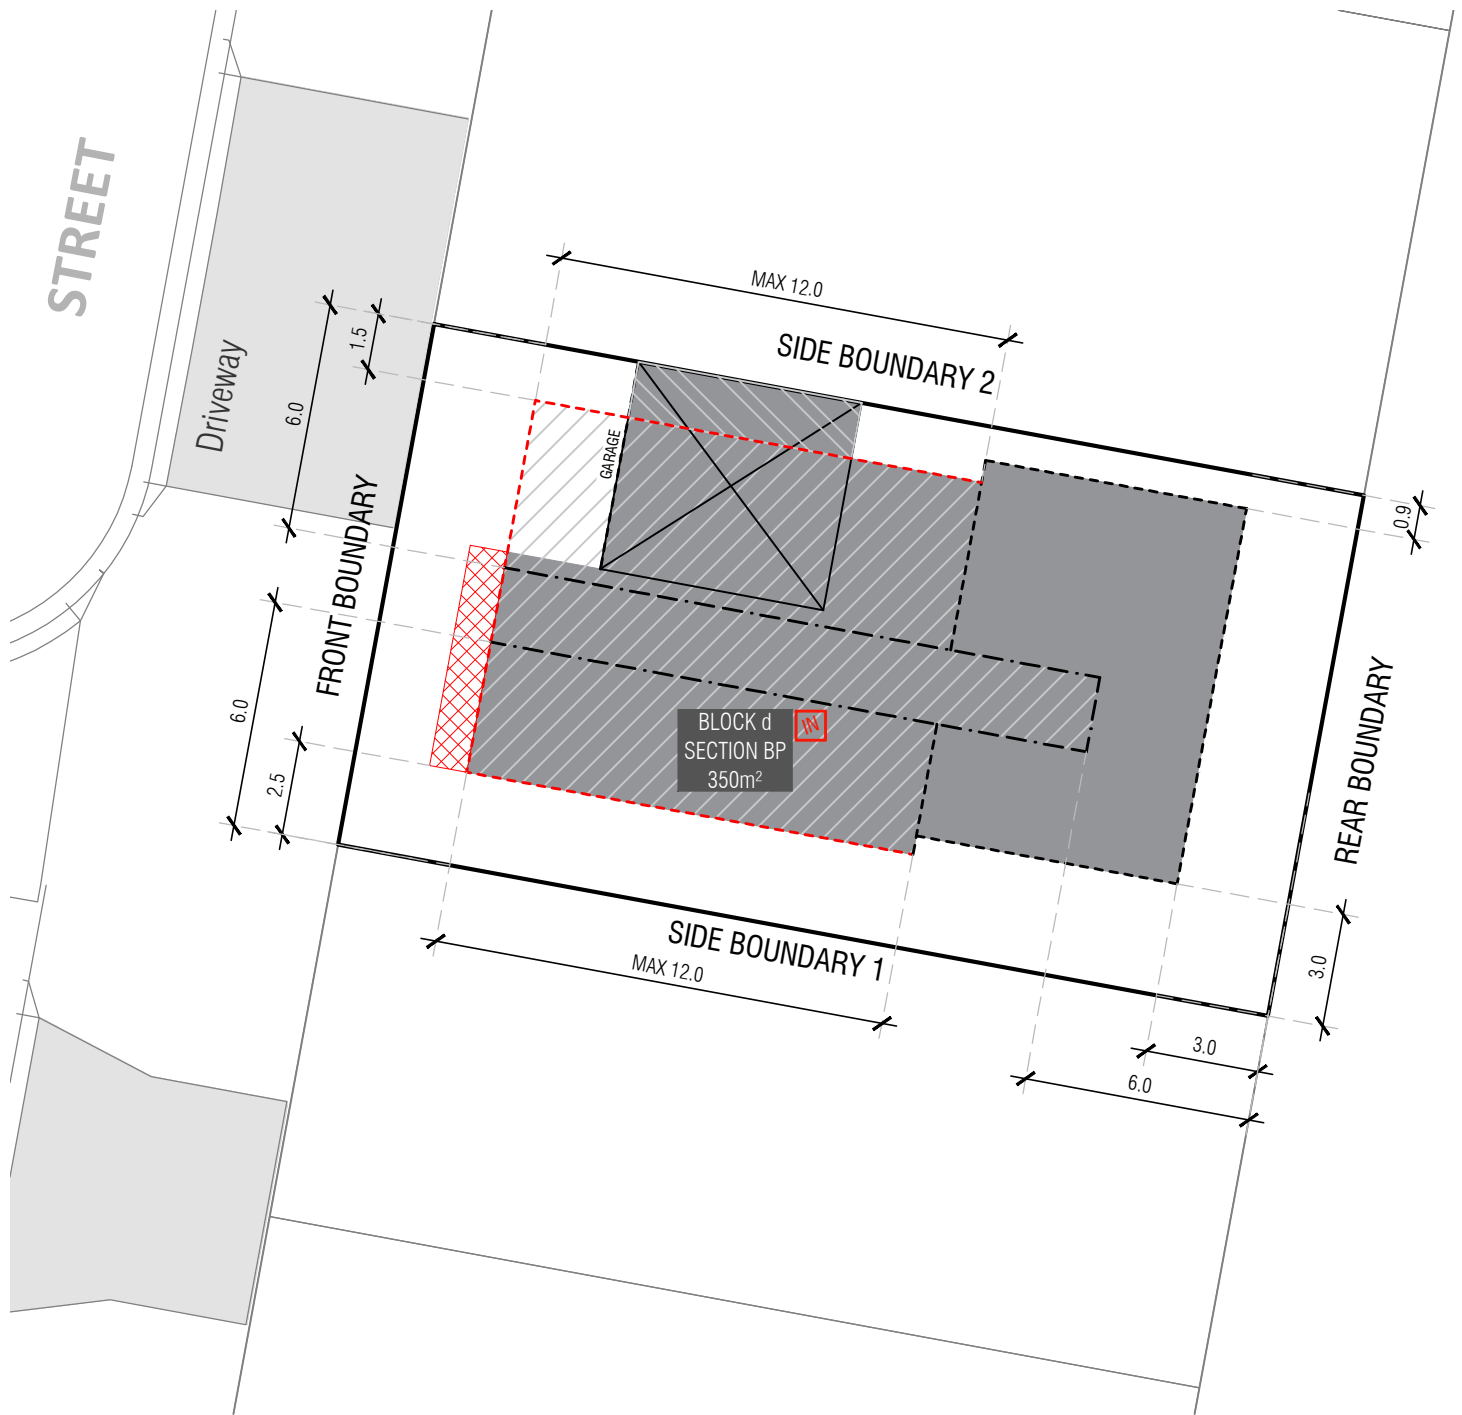 STREET
Driveway
MAX 12.0
SIDE BOUNDARY 2
1.5
6.0
GARAGE
0.9
FRONT BOUNDARY
6.0
2.5
BLOCK d
IN
SECTION BP
350m²
REAR BOUNDARY
SIDE BOUNDARY 1
MAX 12.0
3.0
3.0
6.0